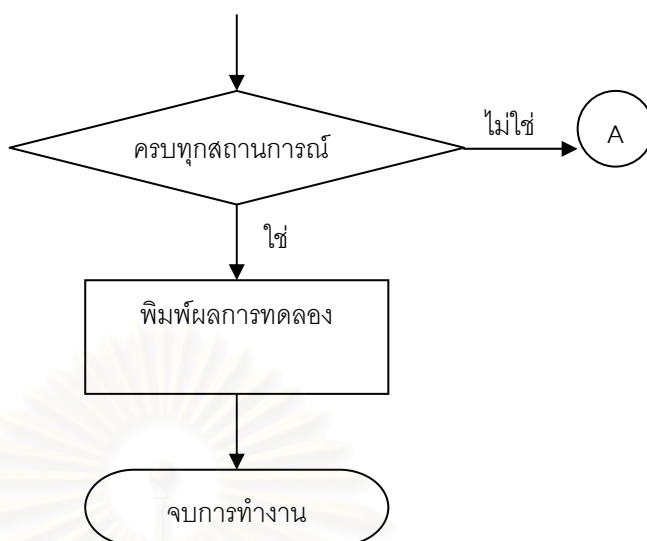 ไม่ใช่
ครบทุกสถานการณ์
A
ใช่
พิมพ์ผลการทดลอง
จบการทำงาน